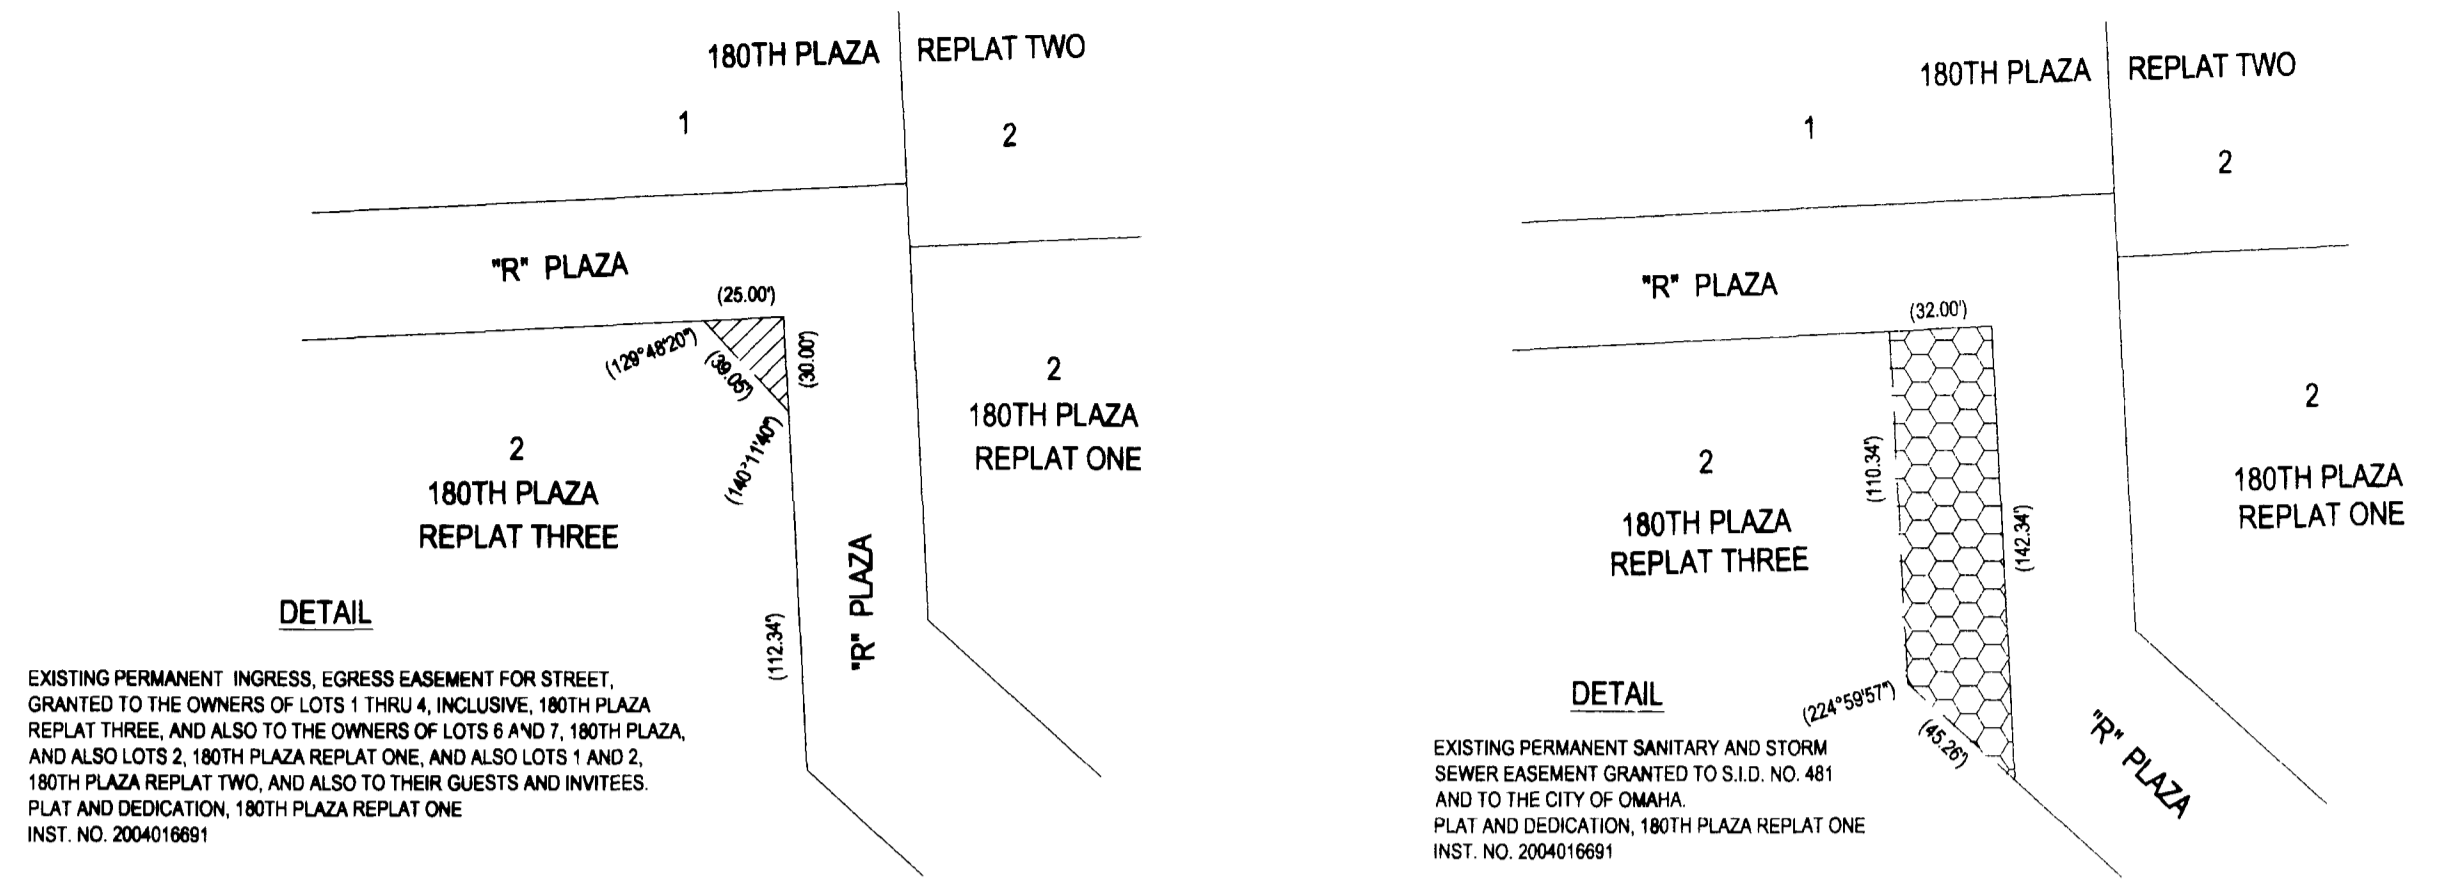 180TH PLAZA REPLAT TWO
1
2
"R" PLAZA
(25.00')
(129°48'20")
(39.05')
(30.00')
(140°11'40")
2
180TH PLAZA
REPLAT ONE
2
180TH PLAZA
REPLAT THREE
"R" PLAZA
(112.34')
DETAIL
EXISTING PERMANENT INGRESS, EGRESS EASEMENT FOR STREET,
GRANTED TO THE OWNERS OF LOTS 1 THRU 4, INCLUSIVE, 180TH PLAZA
REPLAT THREE, AND ALSO TO THE OWNERS OF LOTS 6 AND 7, 180TH PLAZA,
AND ALSO LOTS 2, 180TH PLAZA REPLAT ONE, AND ALSO LOTS 1 AND 2,
180TH PLAZA REPLAT TWO, AND ALSO TO THEIR GUESTS AND INVITEES.
PLAT AND DEDICATION, 180TH PLAZA REPLAT ONE
INST. NO. 2004016691
180TH PLAZA REPLAT TWO
1
2
"R" PLAZA
(32.00')
2
180TH PLAZA
REPLAT ONE
2
180TH PLAZA
REPLAT THREE
(110.34')
(142.34')
(224°59'57")
(45.26')
"R" PLAZA
DETAIL
EXISTING PERMANENT SANITARY AND STORM
SEWER EASEMENT GRANTED TO S.I.D. NO. 481
AND TO THE CITY OF OMAHA.
PLAT AND DEDICATION, 180TH PLAZA REPLAT ONE
INST. NO. 2004016691